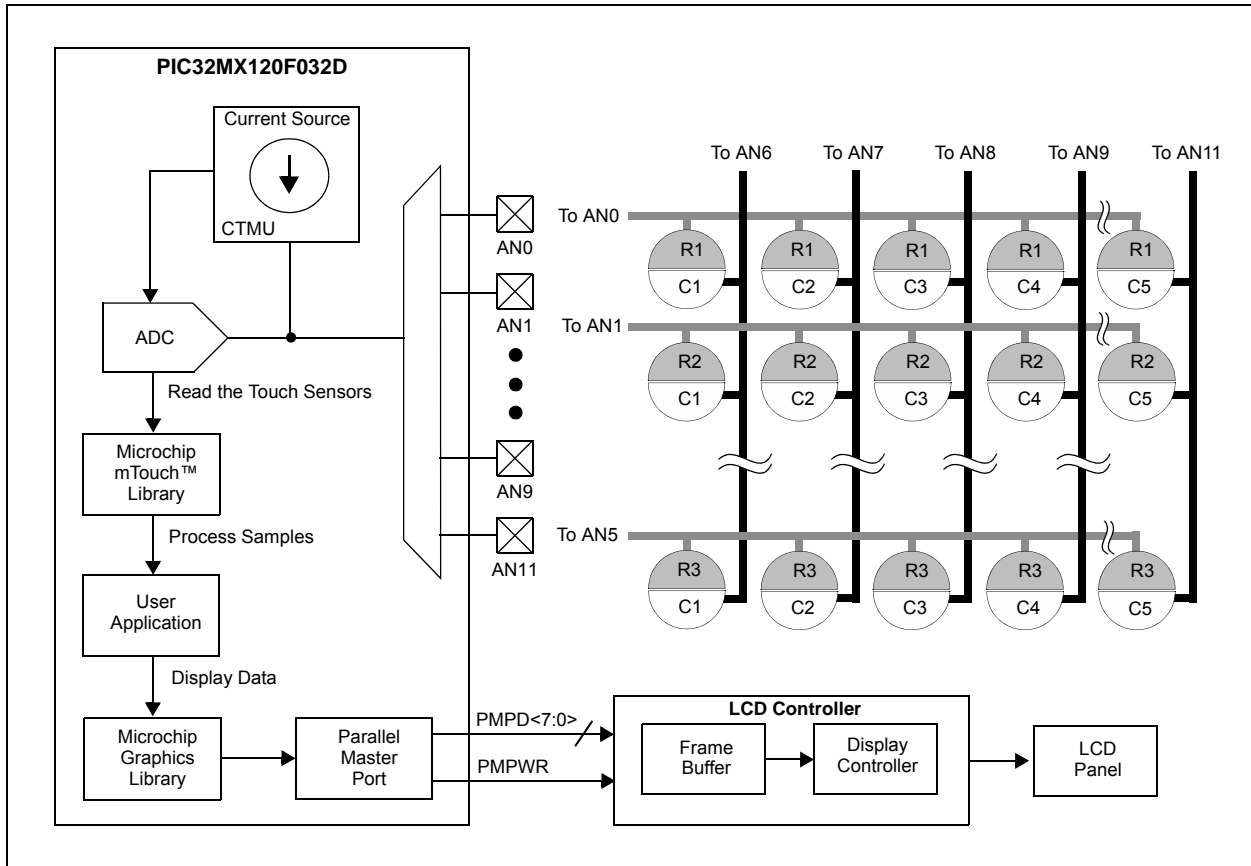 PIC32MX120F032D
Current Source
CTMU
ADC
Read the Touch Sensors
Microchip
mTouch™
Library
Process Samples
User
Application
Display Data
Microchip
Graphics
Library
Parallel
Master
Port
AN0
AN1
AN9
AN11
To AN6
To AN7
To AN8
To AN9
To AN11
To AN0
R1 R1 R1 R1 R1
C1 C2 C3 C4 C5
To AN1
R2 R2 R2 R2 R2
C1 C2 C3 C4 C5
To AN5
R3 R3 R3 R3 R3
C1 C2 C3 C4 C5
PMPD<7:0>
PMPWR
LCD Controller
Frame
Buffer
Display
Controller
LCD
Panel